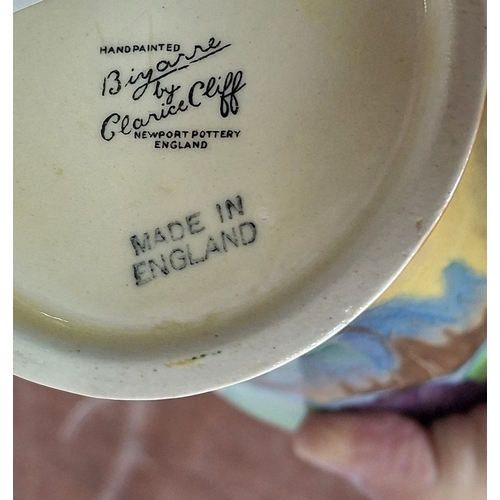 HANDPAINTED
Bizarre
by
Clarice Cliff
NEWPORT POTTERY
ENGLAND
MADE IN
ENGLAND